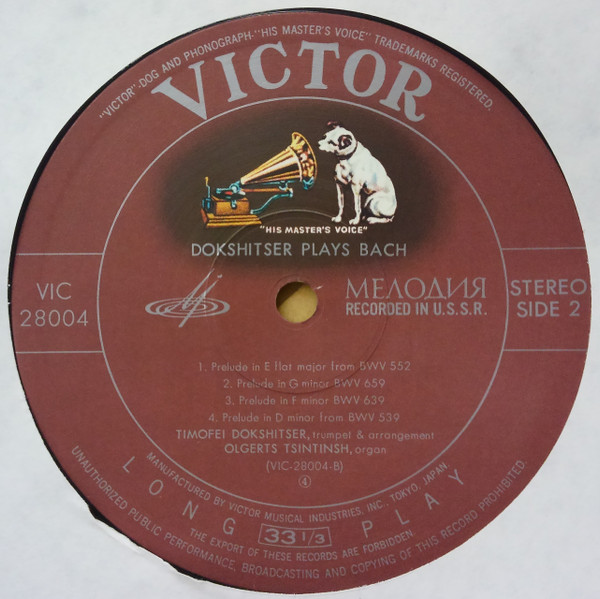 "VICTOR"-DOG AND PHONOGRAPH-"HIS MASTER'S VOICE" TRADEMARKS REGISTERED.
VICTOR
"HIS MASTER'S VOICE"
DOKSHITSER PLAYS BACH
VIC
28004
МЕЛОДИЯ
RECORDED IN U.S.S.R.
STEREO
SIDE 2
1. Prelude in E flat major from BWV 552
2. Prelude in G minor BWV 659
3. Prelude in F minor BWV 639
4. Prelude in D minor from BWV 539
TIMOFEI DOKSHITSER, trumpet & arrangement
OLGERTS TSINTINSH, organ
(VIC-28004-B)
④
LONG 33 1/3 PLAY
MANUFACTURED BY VICTOR MUSICAL INDUSTRIES, INC., TOKYO, JAPAN.
THE EXPORT OF THESE RECORDS ARE FORBIDDEN.
UNAUTHORIZED PUBLIC PERFORMANCE, BROADCASTING AND COPYING OF THIS RECORD PROHIBITED.